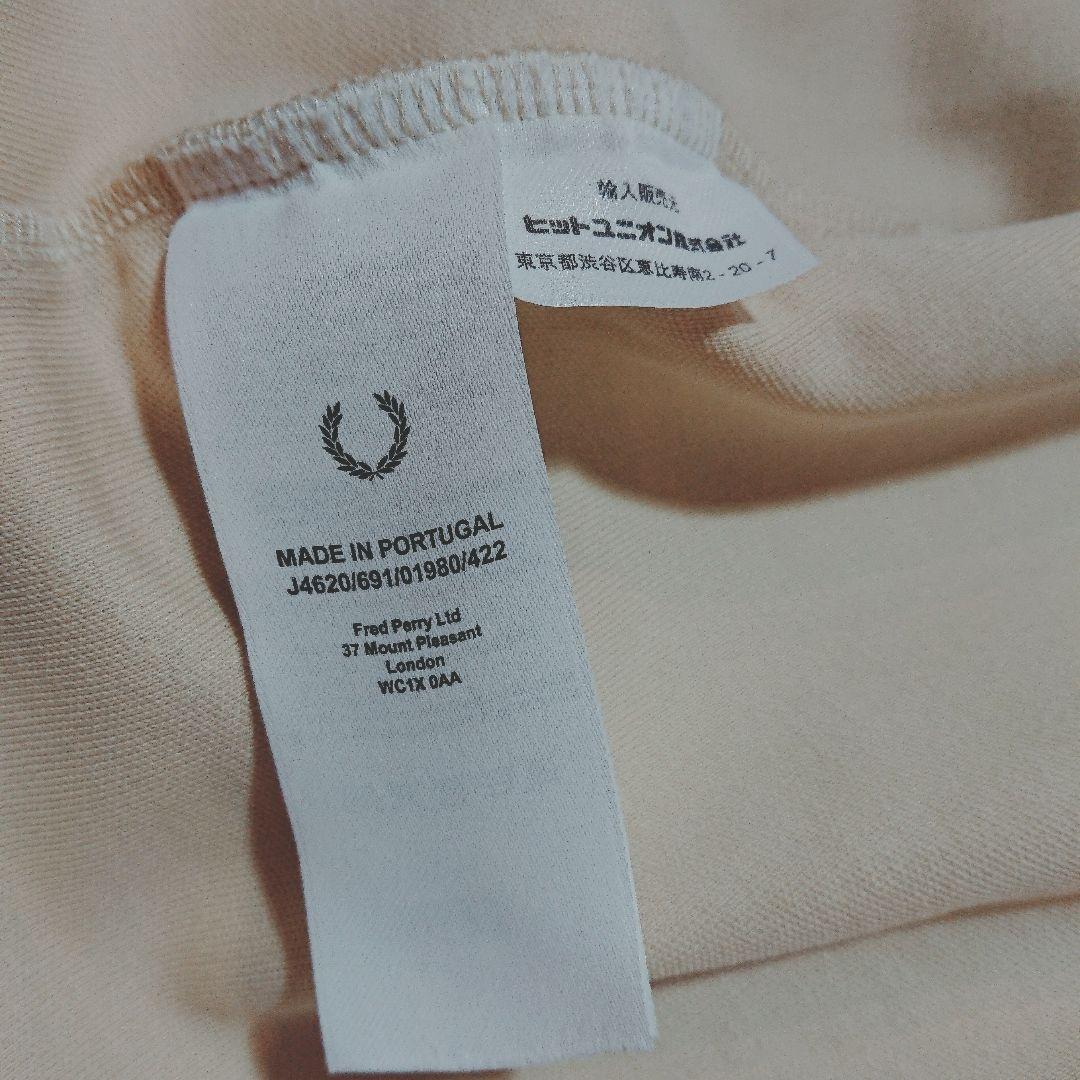 輸入販売元
ヒットユニオン株式会社
東京都渋谷区恵比寿南2-20-7
MADE IN PORTUGAL
J4620/691/01980/422
Fred Perry Ltd
37 Mount Pleasant
London
WC1X 0AA